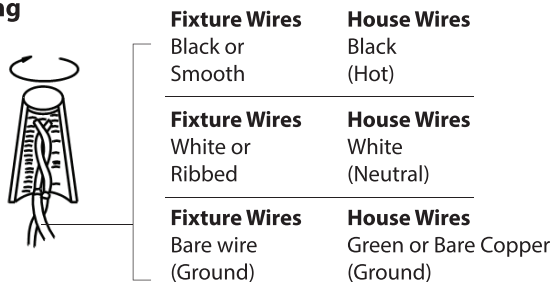 ng
Fixture Wires House Wires
Black or Black
Smooth (Hot)
Fixture Wires House Wires
White or White
Ribbed (Neutral)
Fixture Wires House Wires
Bare wire Green or Bare Copper
(Ground) (Ground)